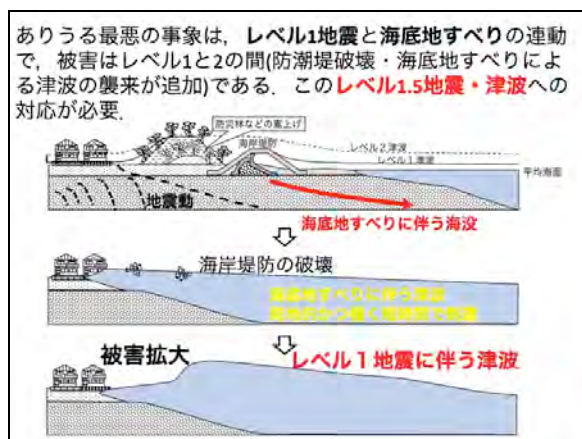 ありうる最悪の事象は，レベル1地震と海底地すべりの連動
で，被害はレベル1と2の間(防潮堤破壊・海底地すべりによ
る津波の襲来が追加)である．このレベル1.5地震・津波への
対応が必要．
防災林などの嵩上げ
海岸堤防
レベル2津波
レベル1津波
平均海面
地震動
海底地すべりに伴う海没
海岸堤防の破壊
海底地すべりに伴う津波
被害拡大
レベル１地震に伴う津波